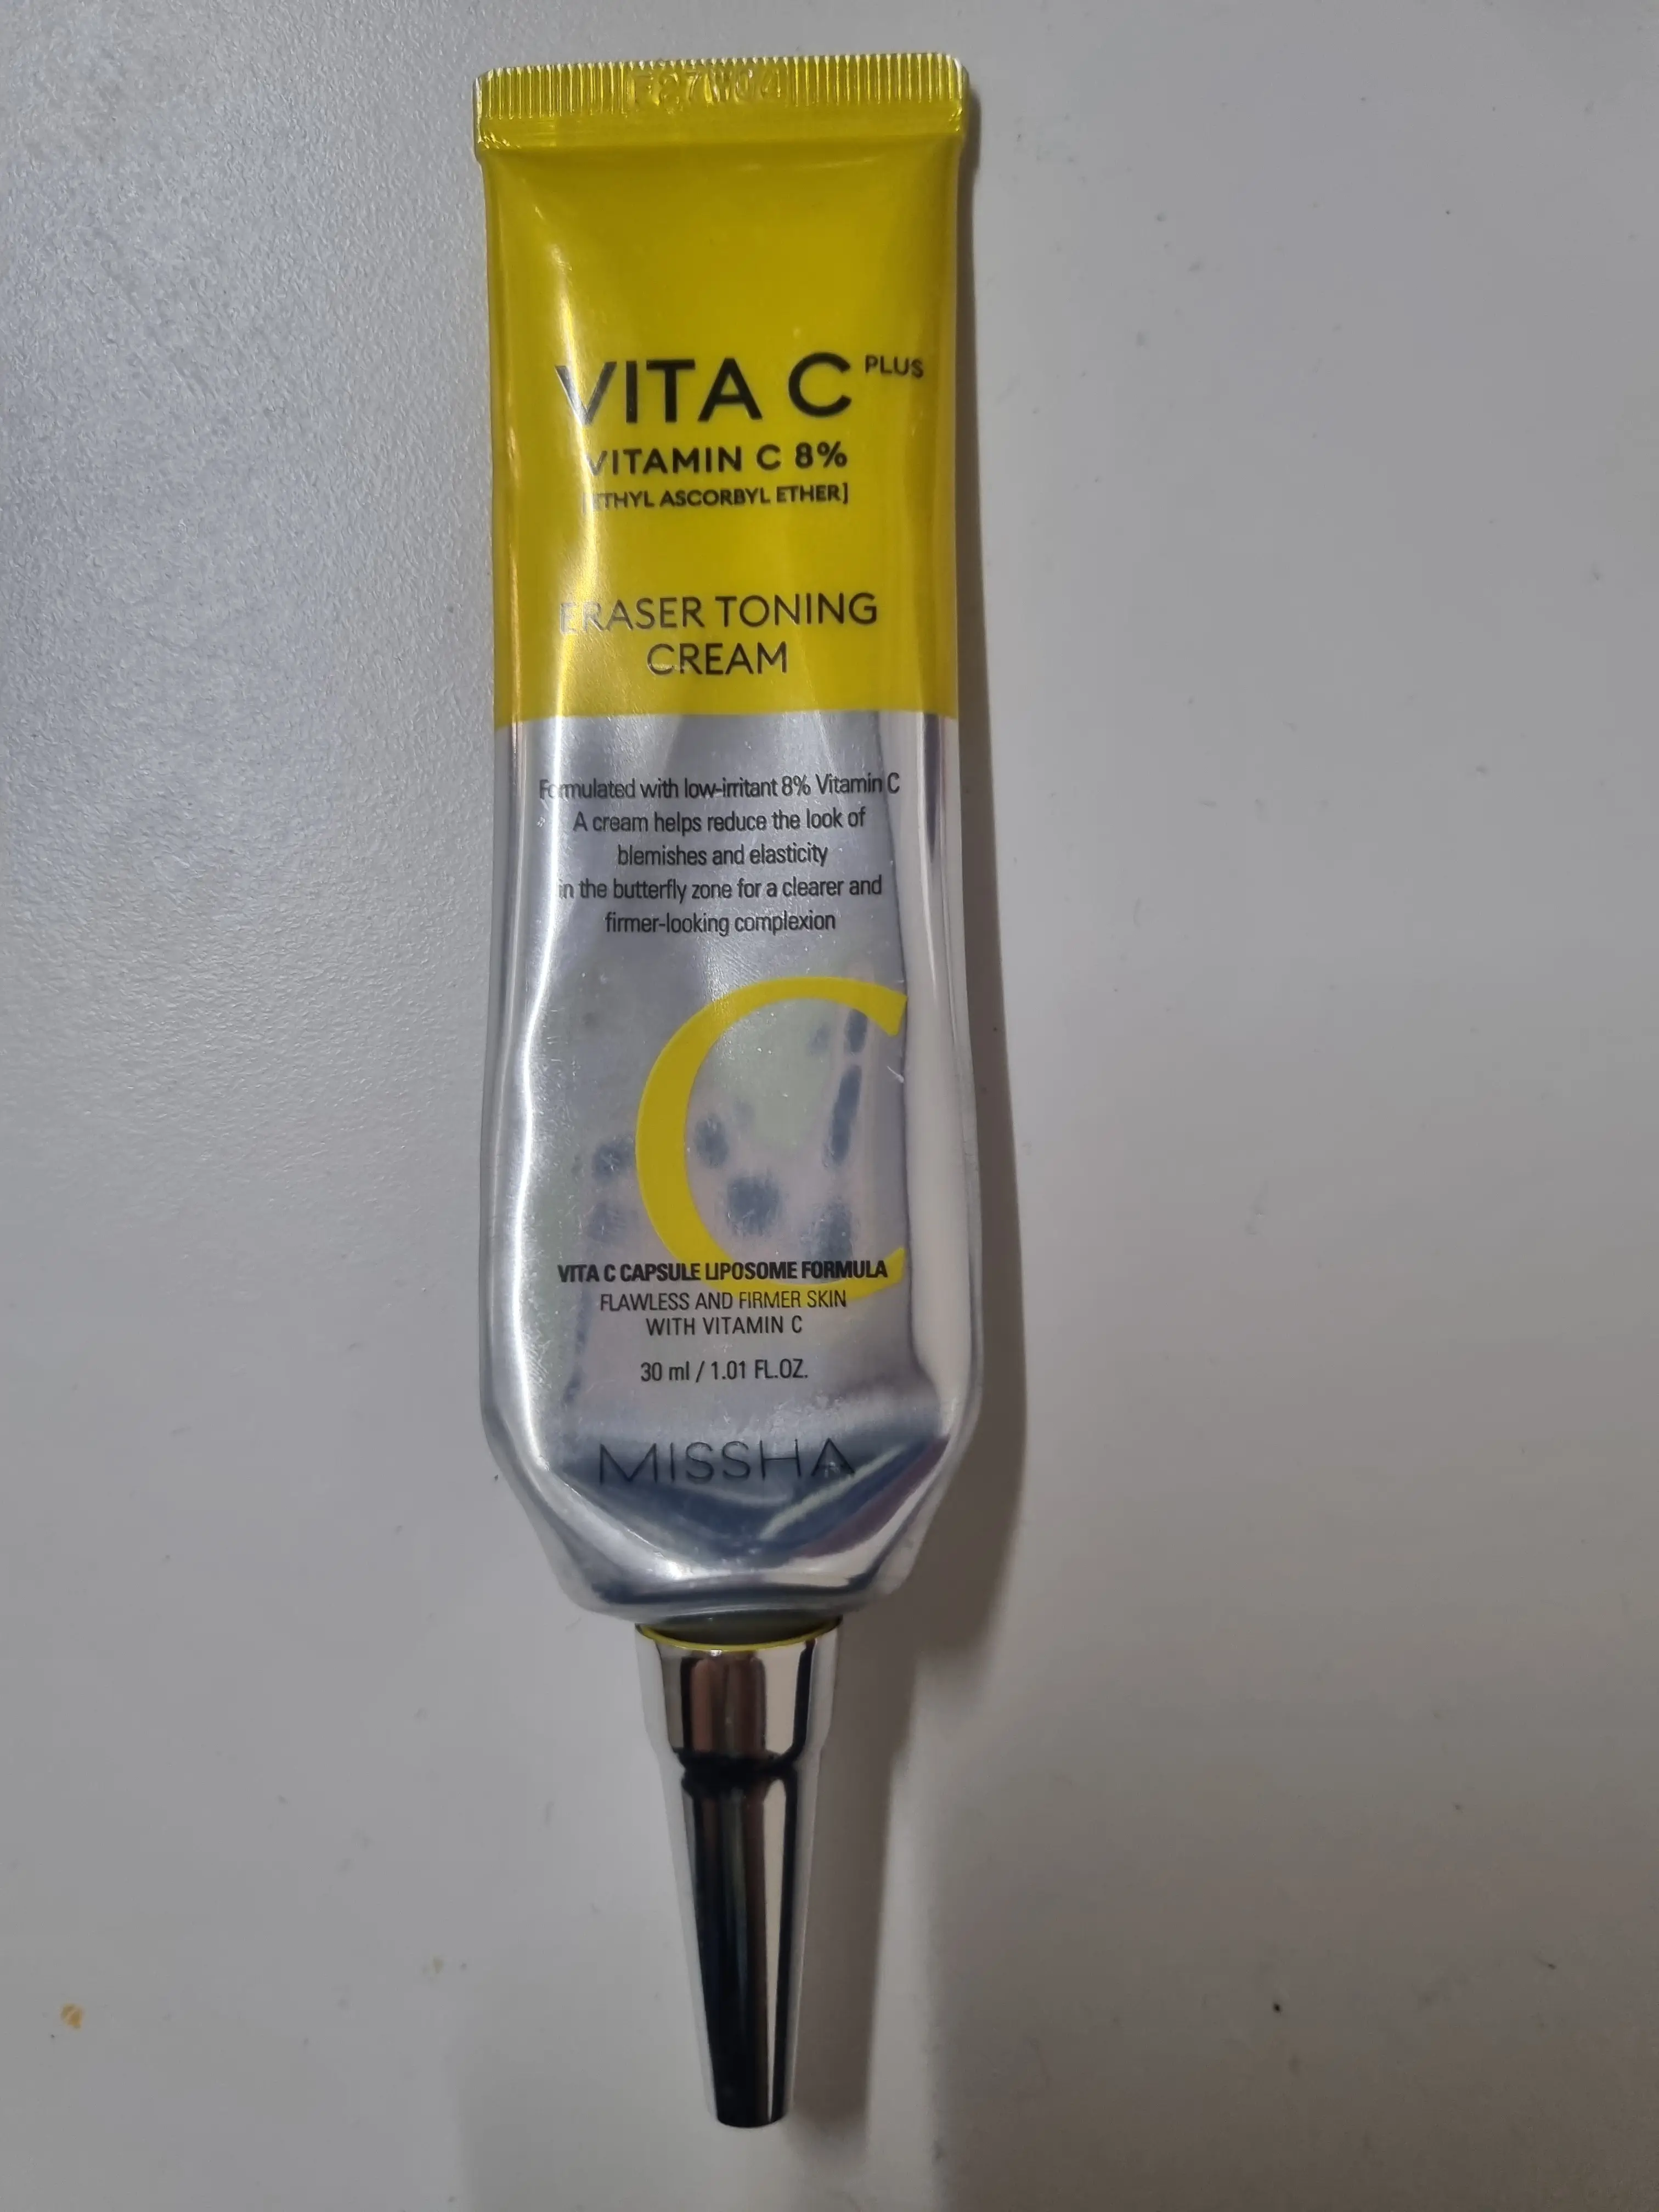 VITA C PLUS
VITAMIN C 8%
[ETHYL ASCORBYL ETHER]
ERASER TONING
CREAM
Formulated with low-irritant 8% Vitamin C
A cream helps reduce the look of
blemishes and elasticity
in the butterfly zone for a clearer and
firmer-looking complexion
C
VITA C CAPSULE LIPOSOME FORMULA
FLAWLESS AND FIRMER SKIN
WITH VITAMIN C
30 ml / 1.01 FL.OZ.
MISSHA